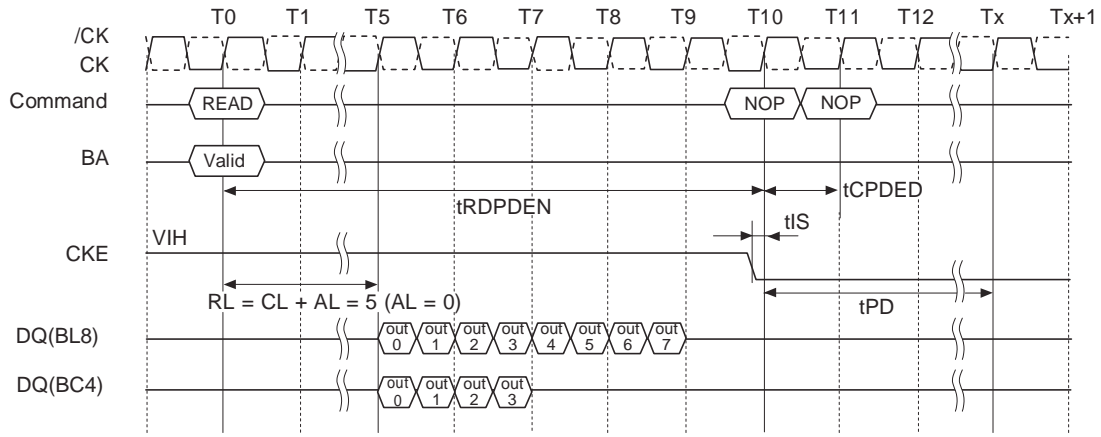 T0 T1 T5 T6 T7 T8 T9 T10 T11 T12 Tx Tx+1
/CK
CK
Command READ NOP NOP
BA Valid
tRDPDEN tCPDED
tIS
VIH
CKE
RL = CL + AL = 5 (AL = 0) tPD
DQ(BL8) out 0 out 1 out 2 out 3 out 4 out 5 out 6 out 7
DQ(BC4) out 0 out 1 out 2 out 3